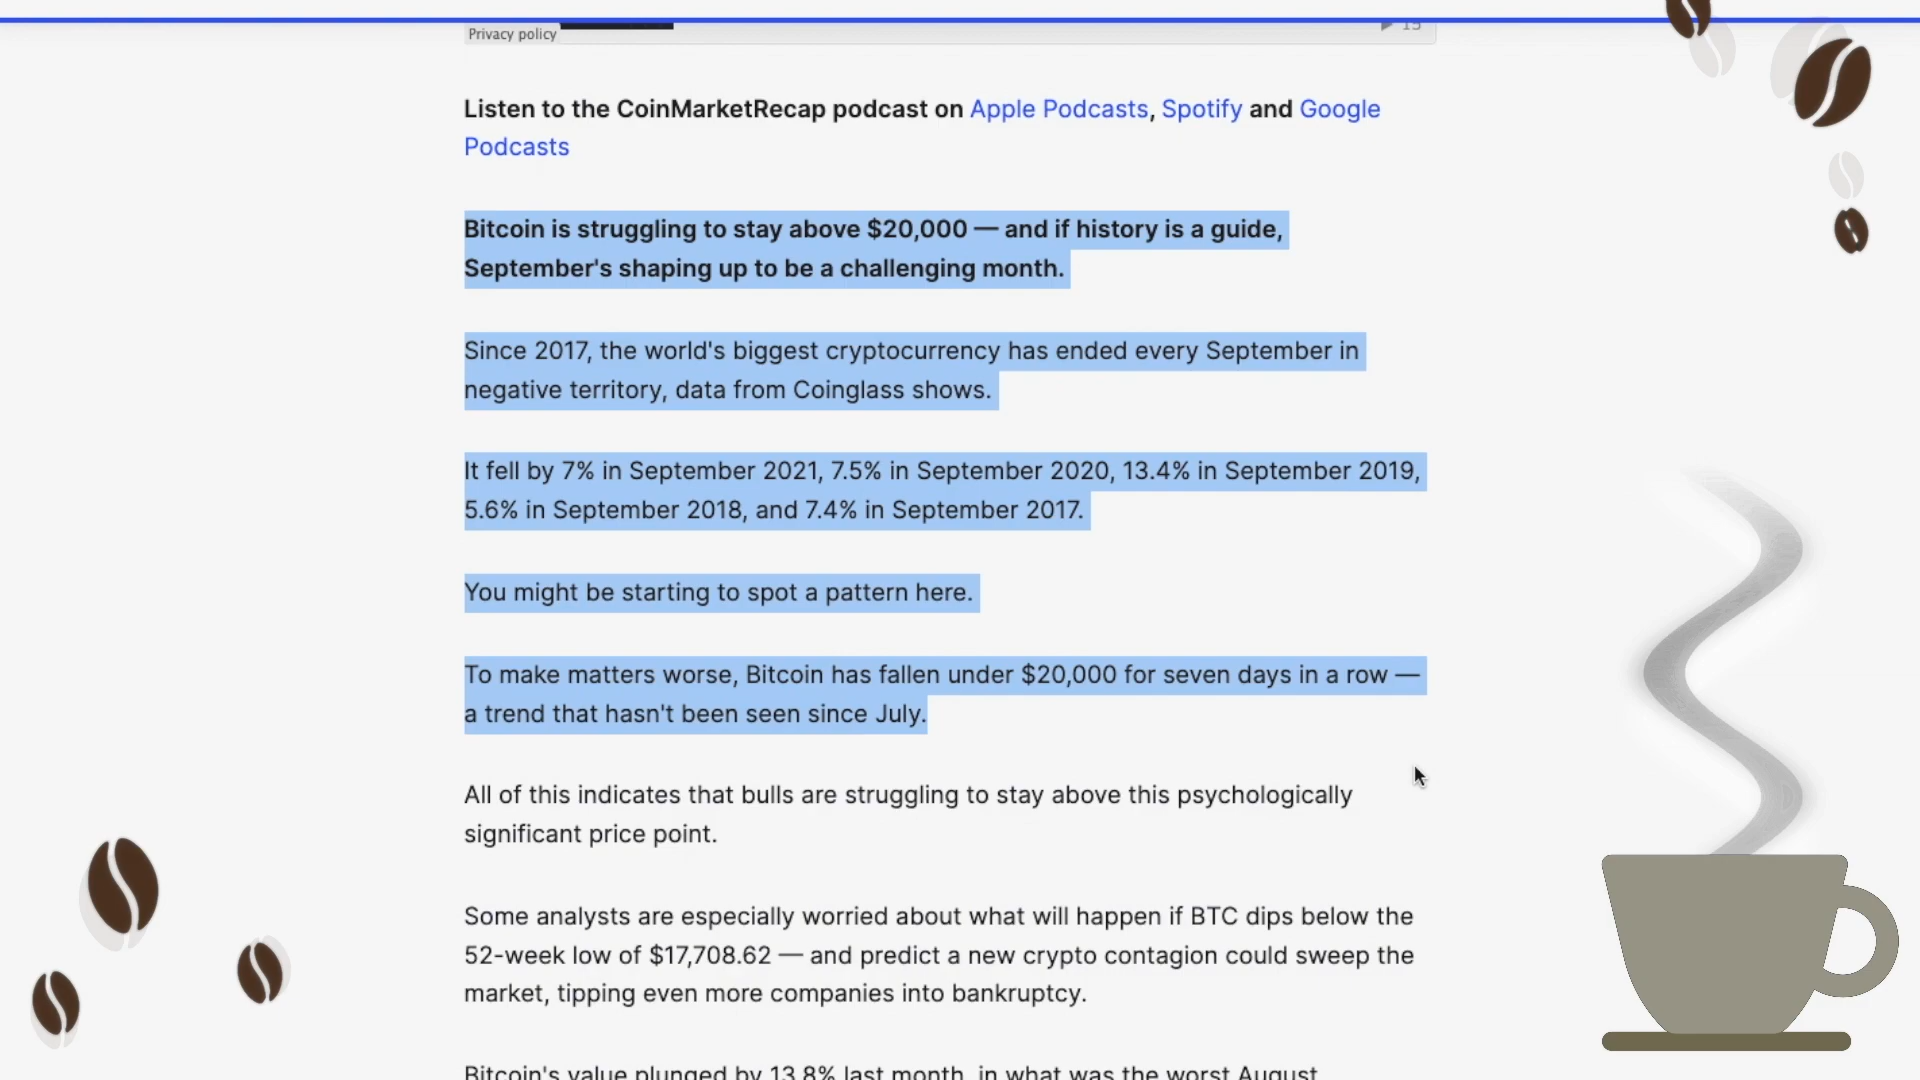 Privacy policy
15
Listen to the CoinMarketRecap podcast on Apple Podcasts, Spotify and Google
Podcasts
Bitcoin is struggling to stay above $20,000 — and if history is a guide,
September's shaping up to be a challenging month.
Since 2017, the world's biggest cryptocurrency has ended every September in
negative territory, data from Coinglass shows.
It fell by 7% in September 2021, 7.5% in September 2020, 13.4% in September 2019,
5.6% in September 2018, and 7.4% in September 2017.
You might be starting to spot a pattern here.
To make matters worse, Bitcoin has fallen under $20,000 for seven days in a row —
a trend that hasn't been seen since July.
All of this indicates that bulls are struggling to stay above this psychologically
significant price point.
Some analysts are especially worried about what will happen if BTC dips below the
52-week low of $17,708.62 — and predict a new crypto contagion could sweep the
market, tipping even more companies into bankruptcy.
Bitcoin's value plunged by 13.8% last month, in what was the worst August